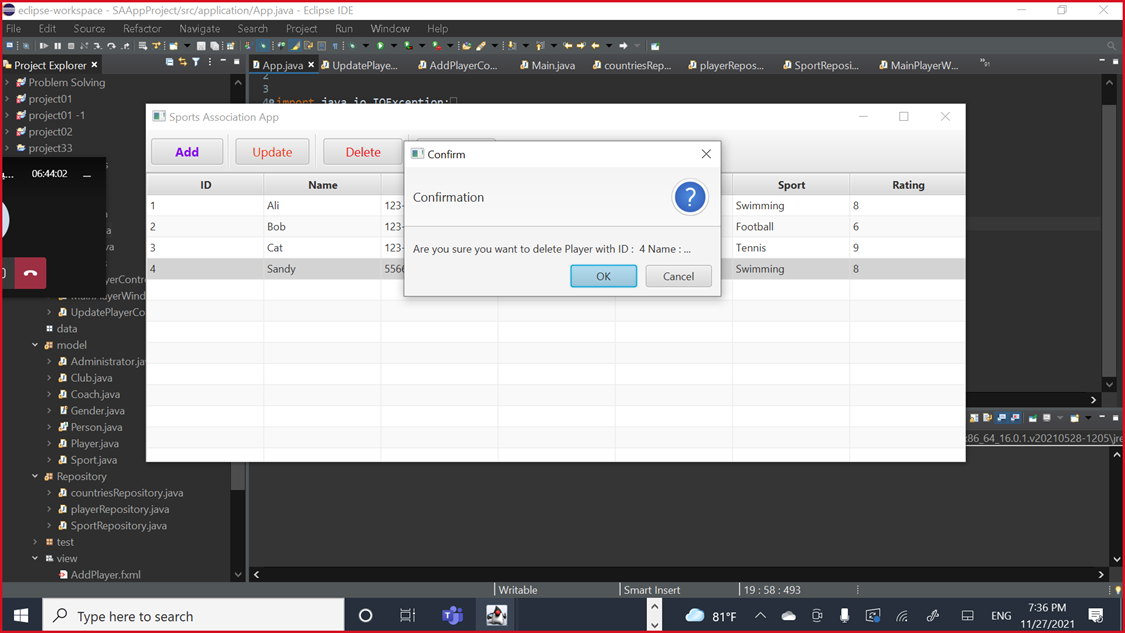 eclipse-workspace - SAAppProject/src/application/App.java - Eclipse IDE
File Edit Source Refactor Navigate Search Project Run Window Help
Project Explorer
App.java UpdatePlaye... AddPlayerCo... Main.java countriesRep... playerRepos... SportReposi... MainPlayerW... 91
Problem Solving
project01
project01 -1
project02
project33
2
3
import java.io.IOException;
06:44:02
Sports Association App
Add Update Delete
ID Name Sport Rating
1 Ali 123- Swimming 8
2 Bob 123- Football 6
3 Cat 123- Tennis 9
4 Sandy 5566 Swimming 8
Confirm
Confirmation
?
Are you sure you want to delete Player with ID : 4 Name : ...
OK Cancel
yerContro
MainPlayerWind
UpdatePlayerCo
data
model
Administrator.ja
Club.java
Coach.java
Gender.java
Person.java
Player.java
Sport.java
Repository
countriesRepository.java
playerRepository.java
SportRepository.java
test
view
AddPlayer.fxml
86_64_16.0.1.v20210528-1205\jre
Writable Smart Insert 19 : 58 : 493
Type here to search
81°F ENG 7:36 PM
11/27/2021